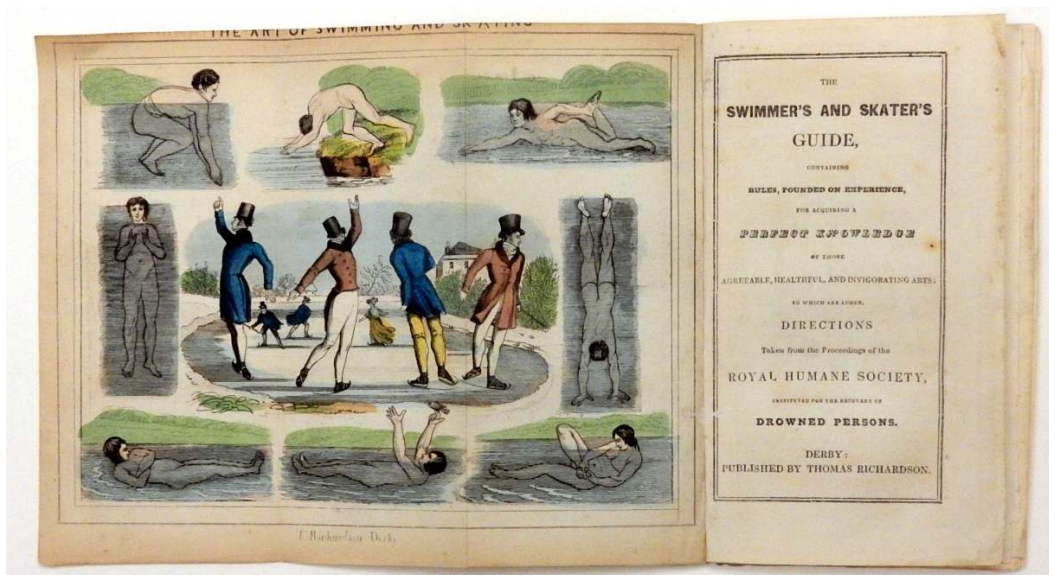 THE ART OF SWIMMING AND SKATING
T Richardson Derby
THE
SWIMMER'S AND SKATER'S
GUIDE,
CONTAINING
RULES, FOUNDED ON EXPERIENCE,
FOR ACQUIRING A
PERFECT KNOWLEDGE
OF THOSE
AGREEABLE, HEALTHFUL, AND INVIGORATING ARTS:
TO WHICH ARE ADDED,
DIRECTIONS
Taken from the Proceedings of the
ROYAL HUMANE SOCIETY,
INSTITUTED FOR THE RECOVERY OF
DROWNED PERSONS.
DERBY:
PUBLISHED BY THOMAS RICHARDSON.